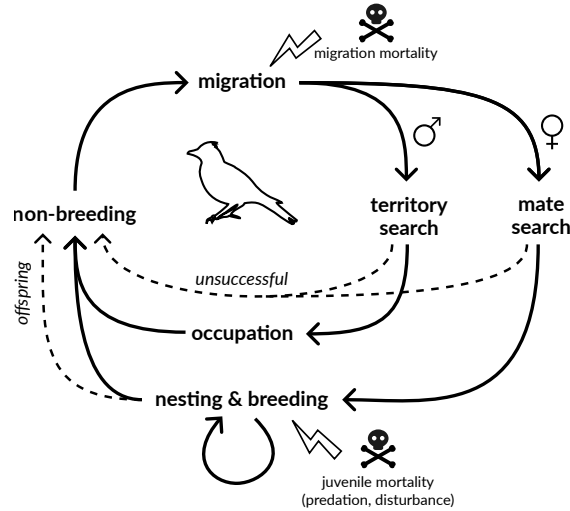 migration mortality
migration
♂
♀
non-breeding
territory
search
mate
search
unsuccessful
offspring
occupation
nesting & breeding
juvenile mortality
(predation, disturbance)